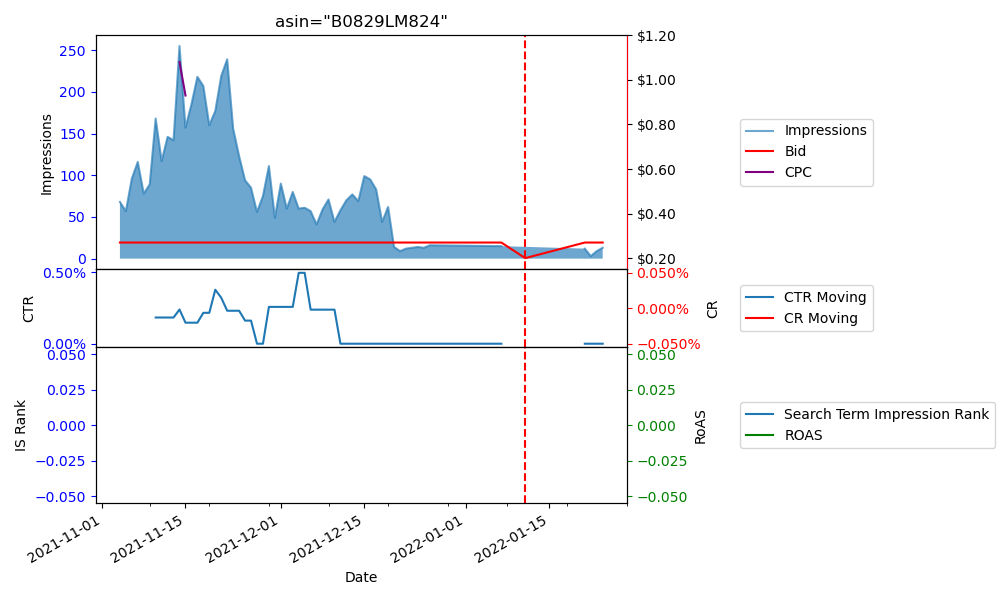 asin="B0829LM824"
Impressions
250
200
150
100
50
0
$1.20
$1.00
$0.80
$0.60
$0.40
$0.20
Impressions
Bid
CPC
CTR
0.50%
0.00%
0.050%
0.000%
−0.050%
CR
CTR Moving
CR Moving
IS Rank
0.050
0.025
0.000
−0.025
−0.050
0.050
0.025
0.000
−0.025
−0.050
RoAS
Search Term Impression Rank
ROAS
2021-11-01
2021-11-15
2021-12-01
2021-12-15
2022-01-01
2022-01-15
Date